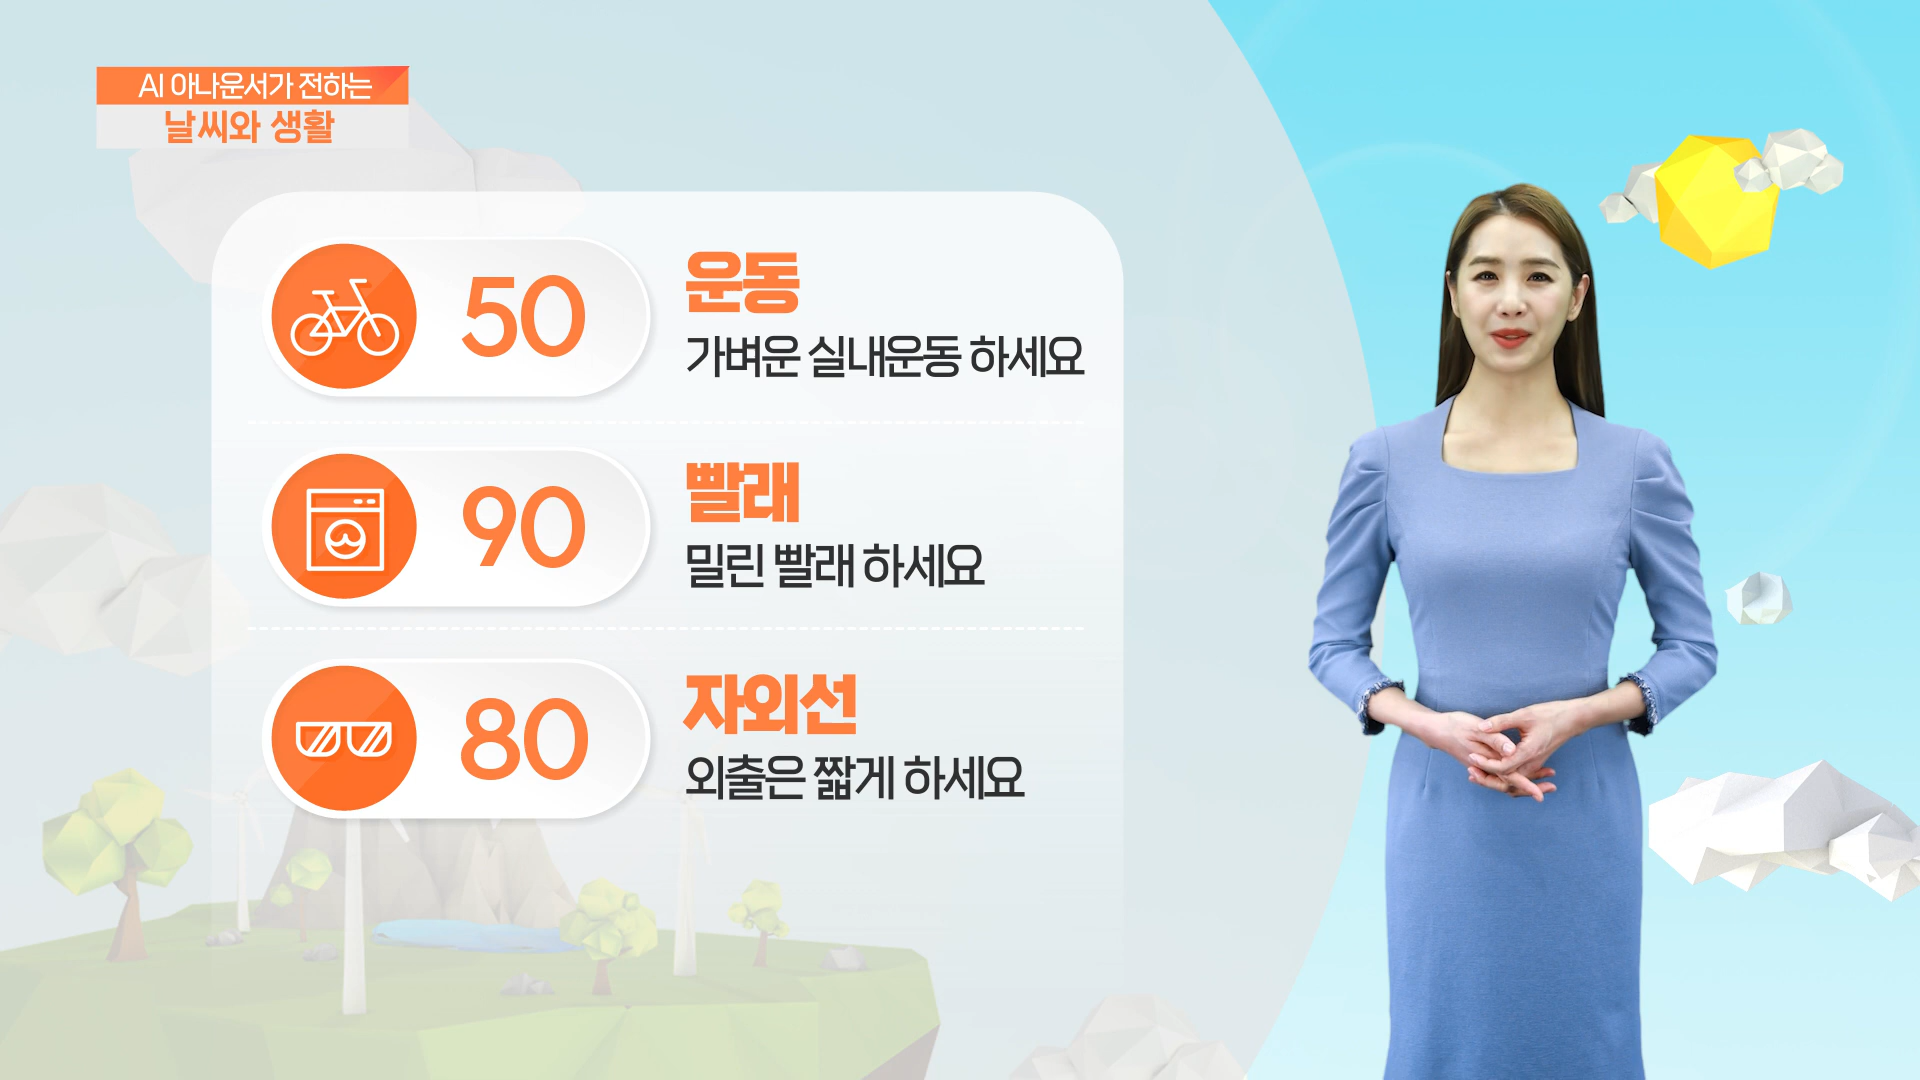 AI 아나운서가 전하는
날씨와 생활
50
운동
가벼운 실내운동 하세요
90
빨래
밀린 빨래 하세요
80
자외선
외출은 짧게 하세요